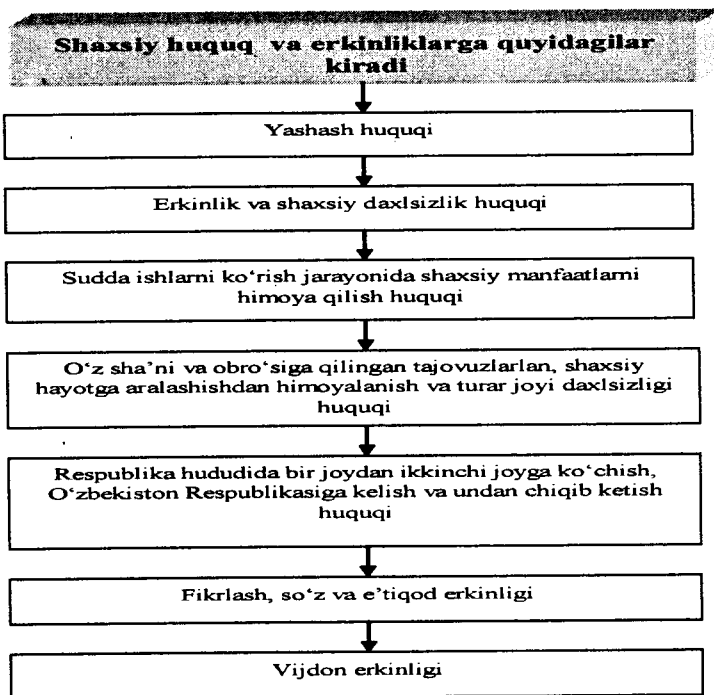 Shaxsiy huquq va erkinliklarga quyidagilar
kiradi
Yashash huquqi
Erkinlik va shaxsiy daxlsizlik huquqi
Sudda ishlarni ko‘rish jarayonida shaxsiy manfaatlarni
himoya qilish huquqi
O‘z sha’ni va obro‘siga qilingan tajovuzlarlan, shaxsiy
hayotga aralashishdan himoyalanish va turar joyi daxlsizligi
huquqi
Respublika hududida bir joydan ikkinchi joyga ko‘chish,
O‘zbekiston Respublikasiga kelish va undan chiqib ketish
huquqi
Fikrlash, so‘z va e’tiqod erkinligi
Vijdon erkinligi